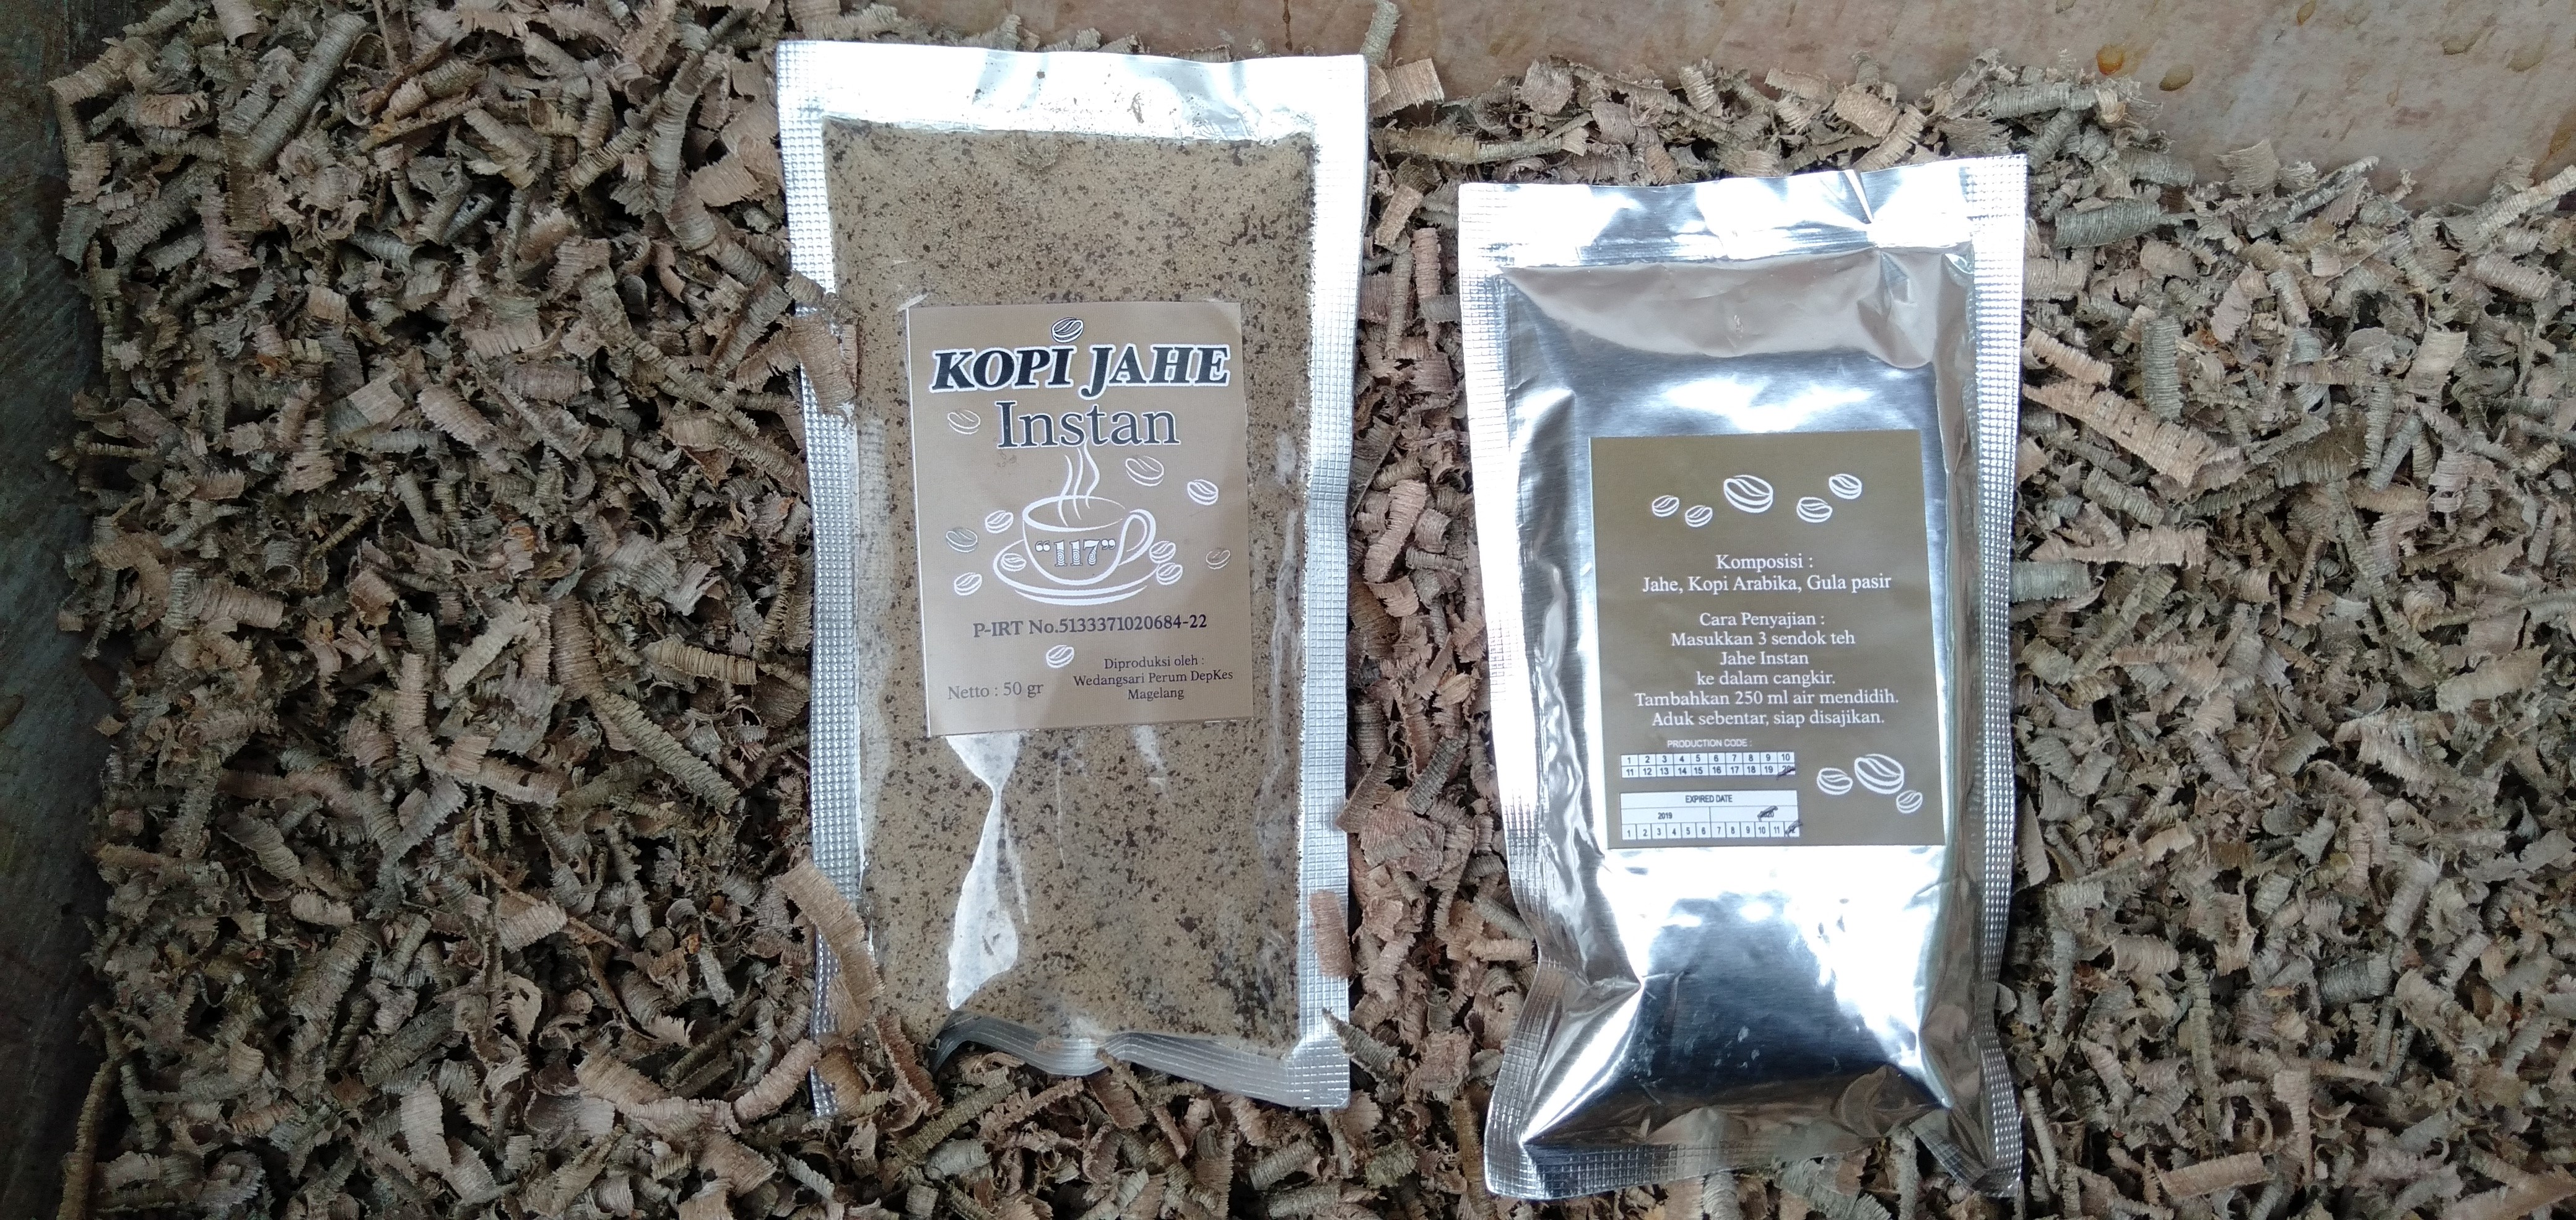 KOPI JAHE
Instan
"117"
P-IRT No.5133371020684-22
Diproduksi oleh :
Wedangsari Perum DepKes
Magelang
Netto : 50 gr
Komposisi :
Jahe, Kopi Arabika, Gula pasir
Cara Penyajian :
Masukkan 3 sendok teh
Jahe Instan
ke dalam cangkir.
Tambahkan 250 ml air mendidih.
Aduk sebentar, siap disajikan.
PRODUCTION CODE :
1 2 3 4 5 6 7 8 9 10
11 12 13 14 15 16 17 18 19 20
EXPIRED DATE
2019 2020
1 2 3 4 5 6 7 8 9 10 11 12